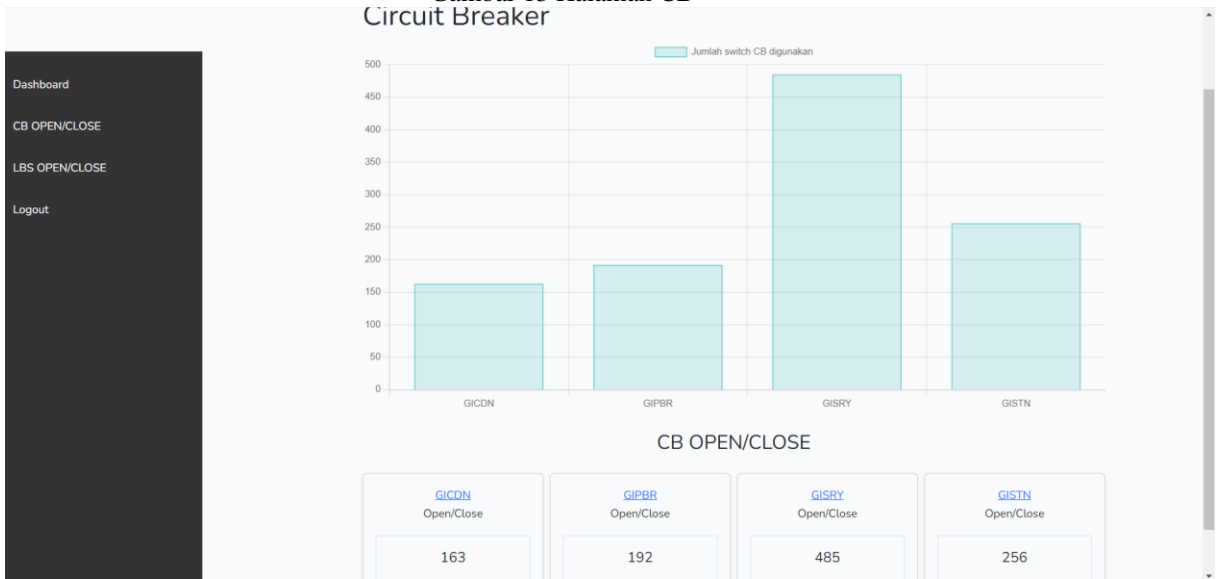 Circuit Breaker
Dashboard
CB OPEN/CLOSE
LBS OPEN/CLOSE
Logout
Jumlah switch CB digunakan
500
450
400
350
300
250
200
150
100
50
0
GICDN GIPBR GISRY GISTN
CB OPEN/CLOSE
GICDN GIPBR GISRY GISTN
Open/Close Open/Close Open/Close Open/Close
163 192 485 256